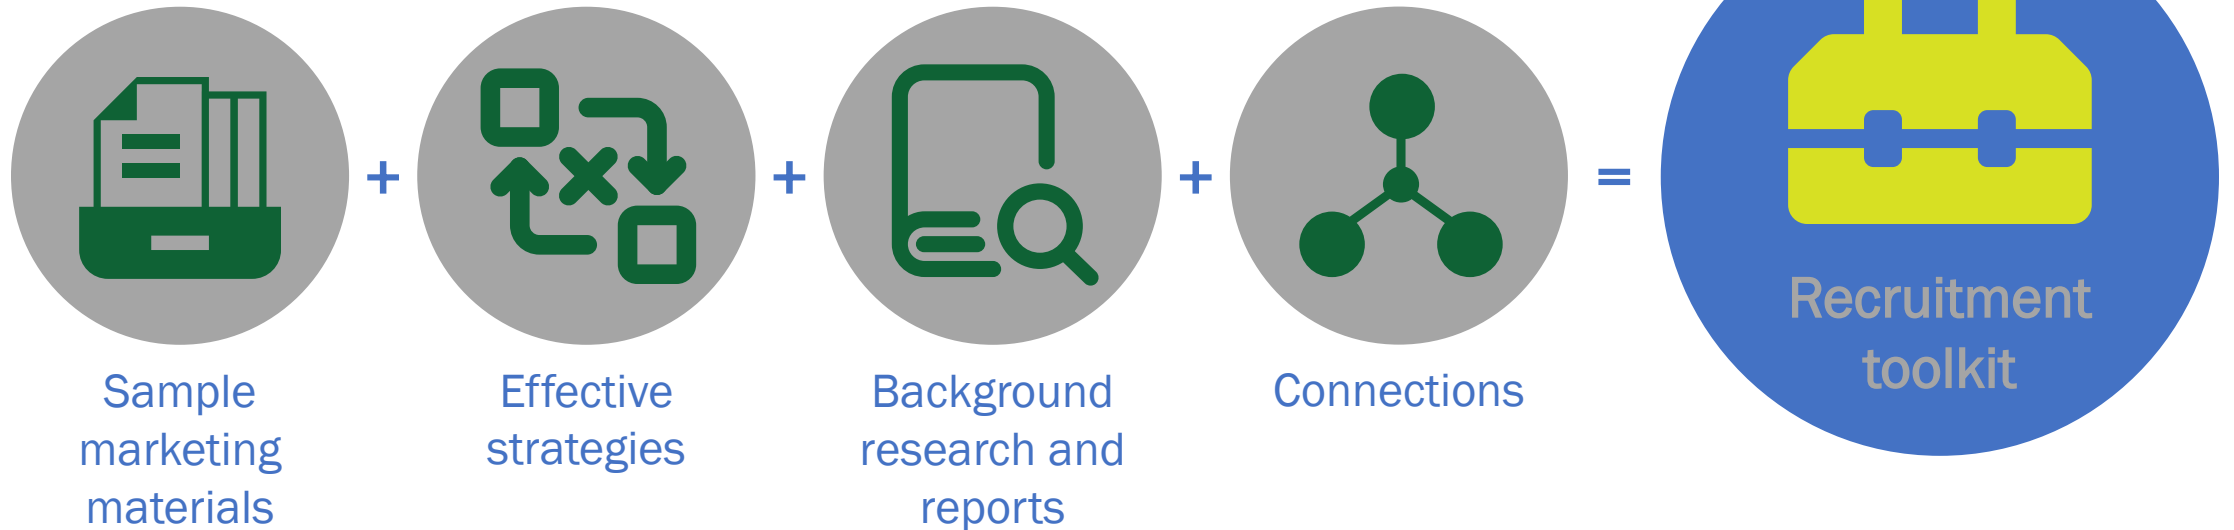 +
+
+
=
Sample
marketing
materials
Effective
strategies
Background
research and
reports
Connections
Recruitment
toolkit